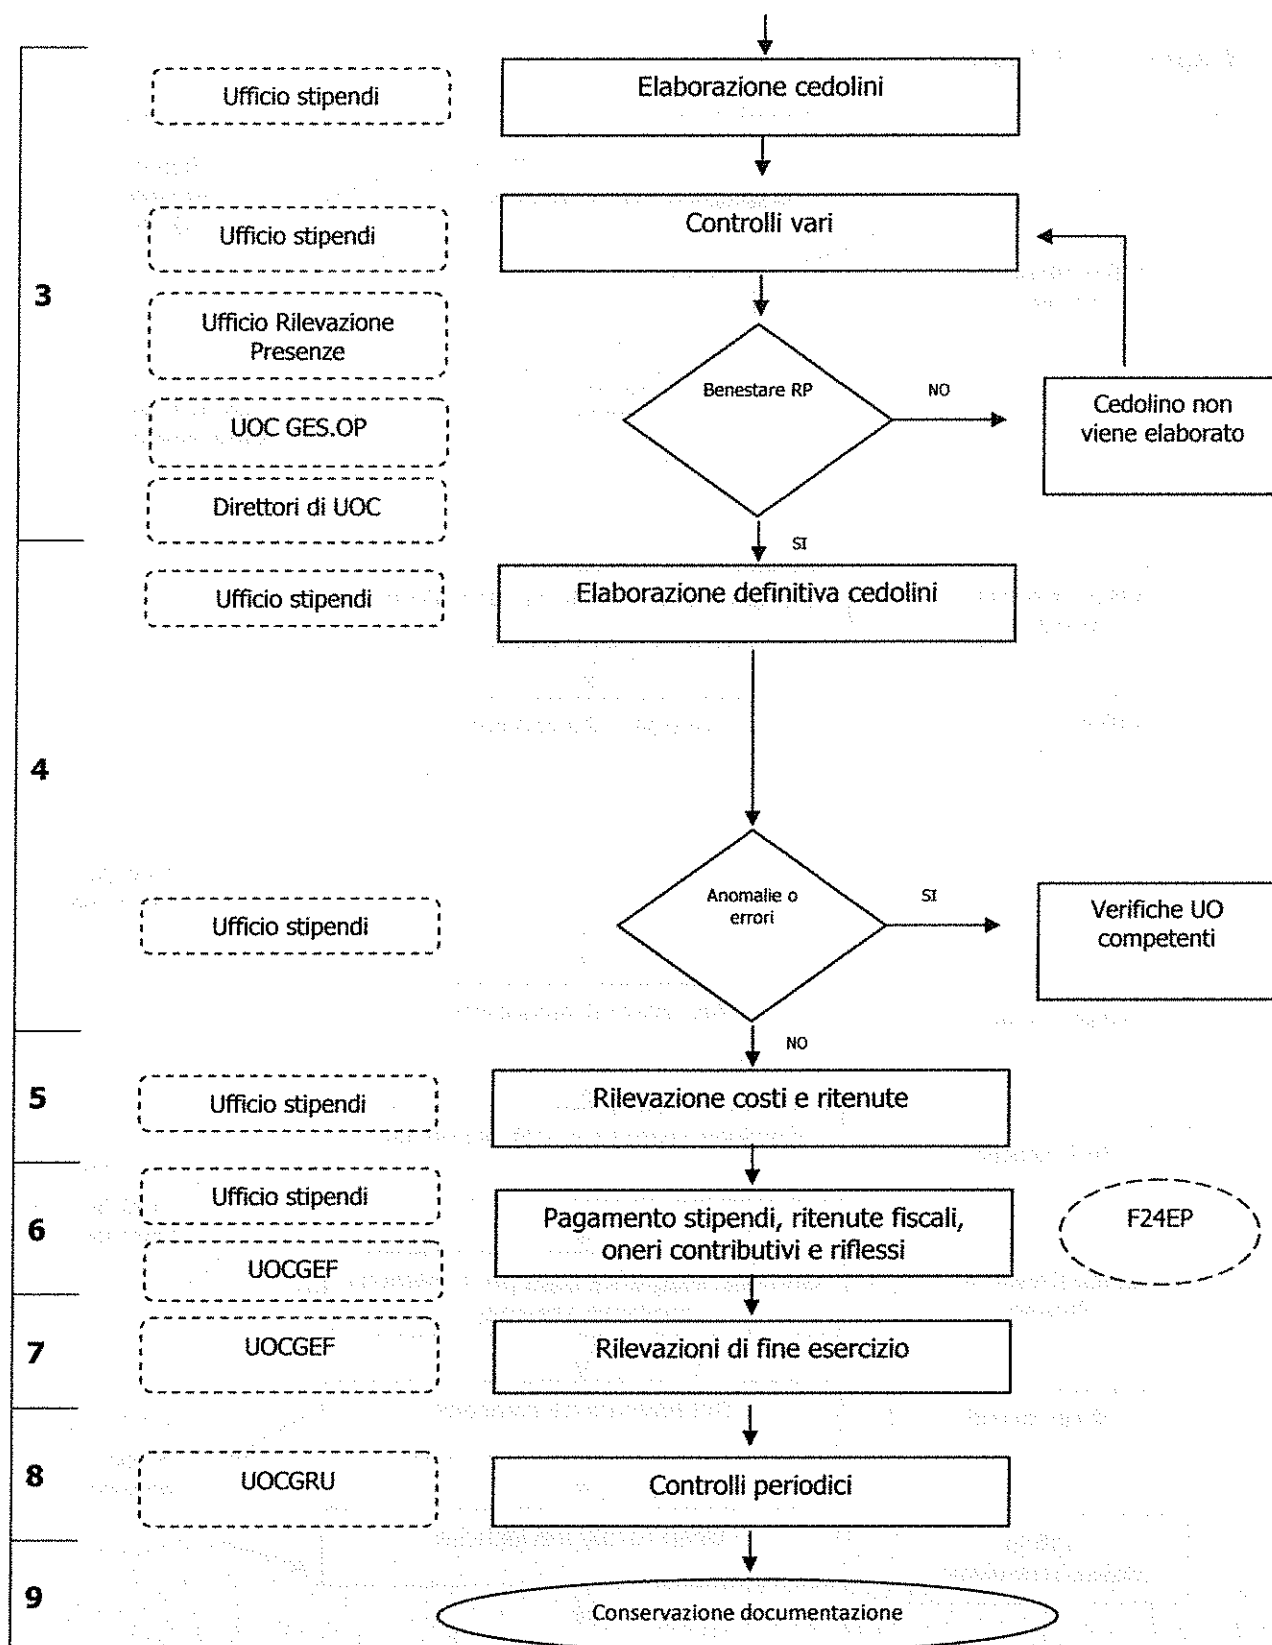 Ufficio stipendi
Elaborazione cedolini
Ufficio stipendi
Controlli vari
3
Ufficio Rilevazione
Presenze
Benestare RP
NO
Cedolino non
viene elaborato
UOC GES.OP
Direttori di UOC
SI
Ufficio stipendi
Elaborazione definitiva cedolini
4
Ufficio stipendi
Anomalie o
errori
SI
Verifiche UO
competenti
NO
5
Ufficio stipendi
Rilevazione costi e ritenute
6
Ufficio stipendi
UOCGEF
Pagamento stipendi, ritenute fiscali,
oneri contributivi e riflessi
F24EP
7
UOCGEF
Rilevazioni di fine esercizio
8
UOCGRU
Controlli periodici
9
Conservazione documentazione